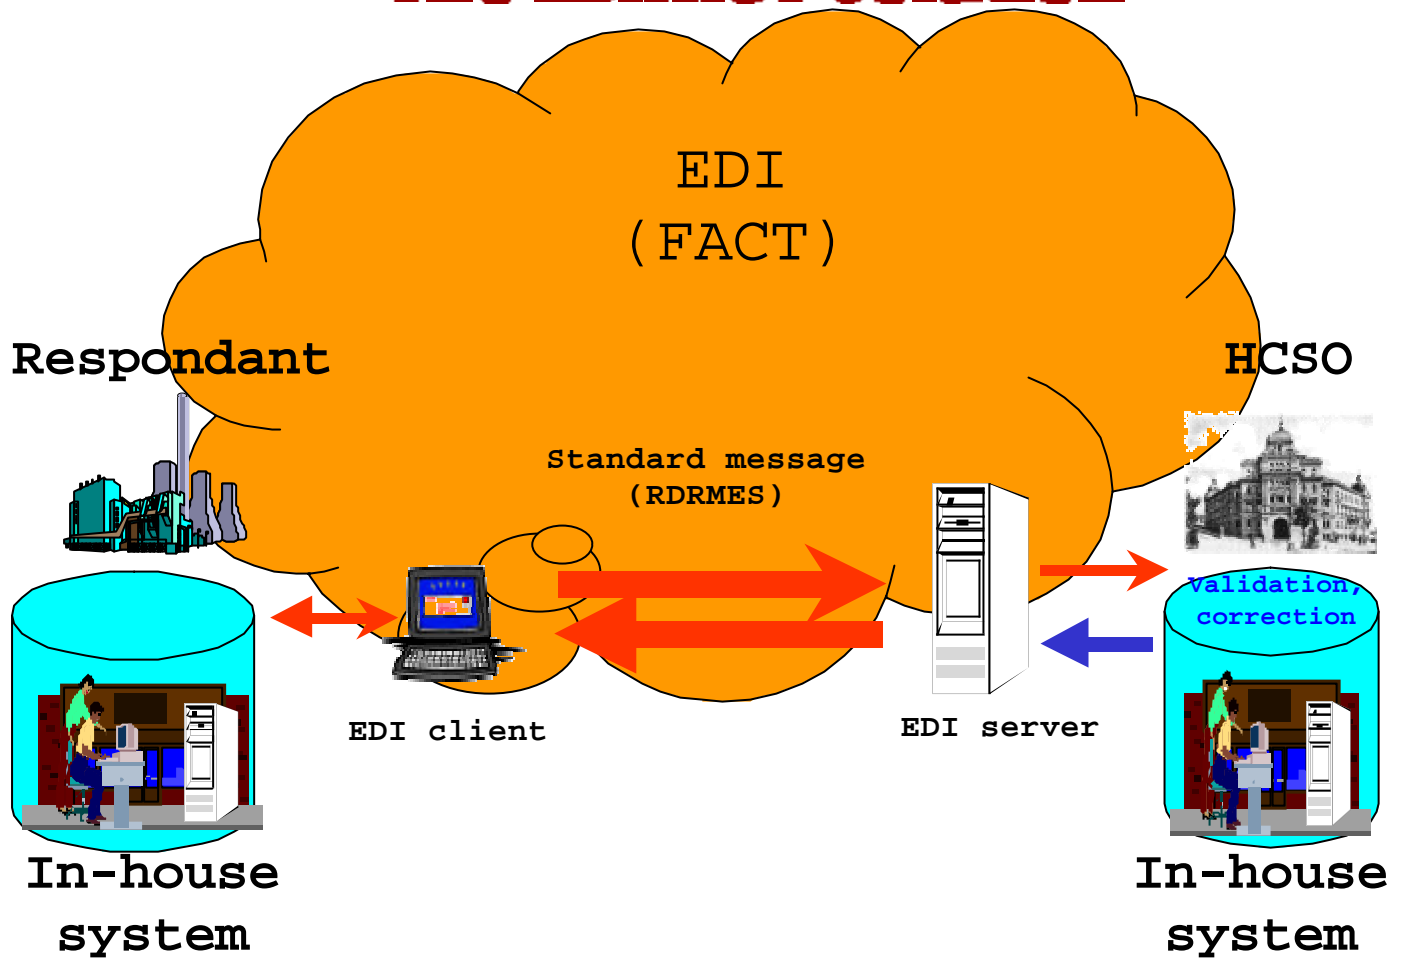 EDI
(FACT)
Respondant
HCSO
Standard message
(RDRMES)
Validation,
correction
EDI client
EDI server
In-house
system
In-house
system